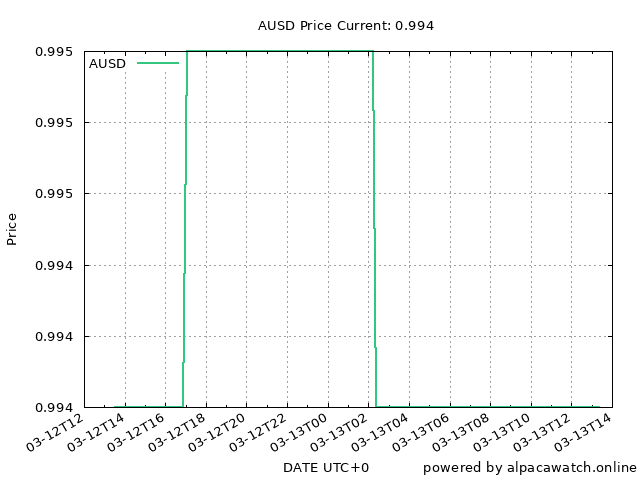 AUSD Price Current: 0.994
AUSD
0.995
0.995
0.995
0.994
0.994
0.994
Price
03-12T12
03-12T14
03-12T16
03-12T18
03-12T20
03-12T22
03-13T00
03-13T02
03-13T04
03-13T06
03-13T08
03-13T10
03-13T12
03-13T14
DATE UTC+0
powered by alpacawatch.online